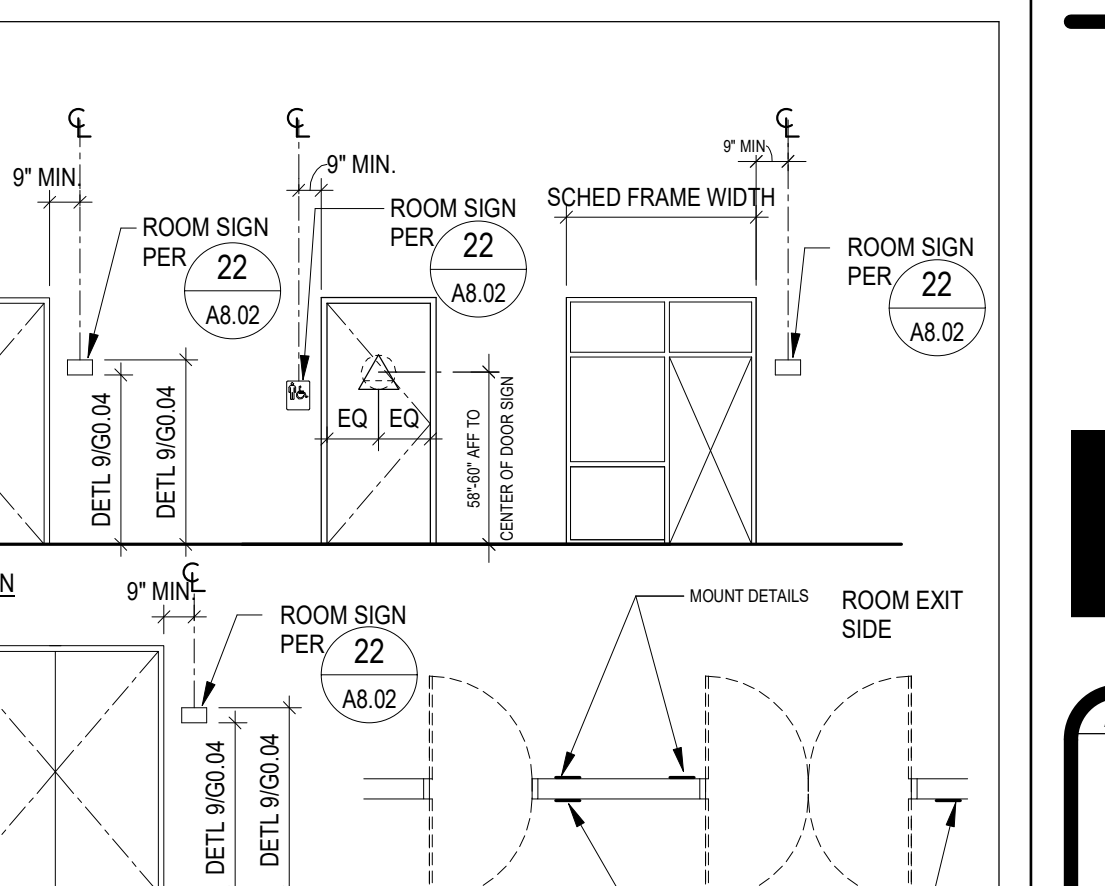 ℄
℄
℄
9" MIN.
9" MIN.
9" MIN
SCHED FRAME WIDTH
ROOM SIGN
PER
22
A8.02
ROOM SIGN
PER
22
A8.02
ROOM SIGN
PER
22
A8.02
DETL 9/G0.04
DETL 9/G0.04
EQ
EQ
58"-60" AFF TO
CENTER OF DOOR SIGN
N
9" MIN.
℄
ROOM SIGN
PER
22
A8.02
DETL 9/G0.04
DETL 9/G0.04
MOUNT DETAILS
ROOM EXIT
SIDE